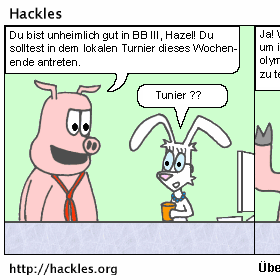 Hackles
Du bist unheimlich gut in BB III, Hazel! Du
solltest in dem lokalen Turnier dieses Wochen-
ende antreten.
Tunier ??
Ja! W
um i
olym
zu te
http://hackles.org
Übe